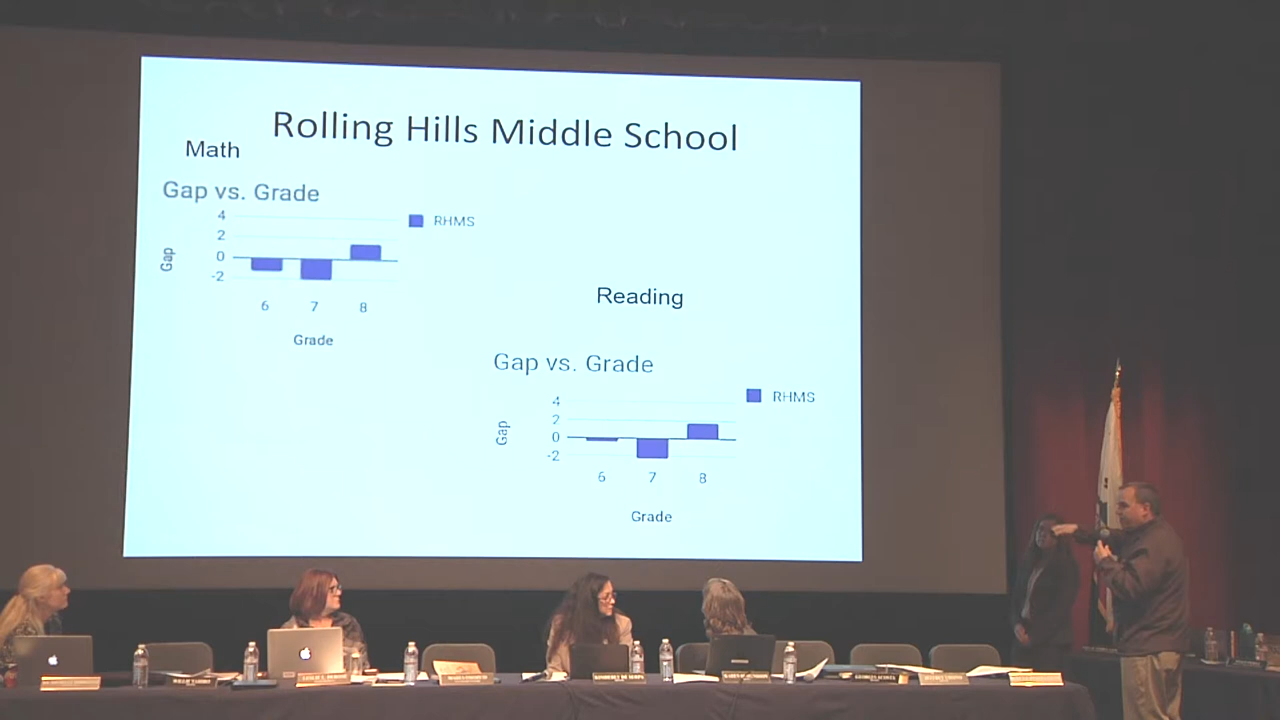 Rolling Hills Middle School
Math
Gap vs. Grade
4
2
0
-2
Gap
RHMS
6 7 8
Grade
Reading
Gap vs. Grade
4
2
0
-2
Gap
RHMS
6 7 8
Grade